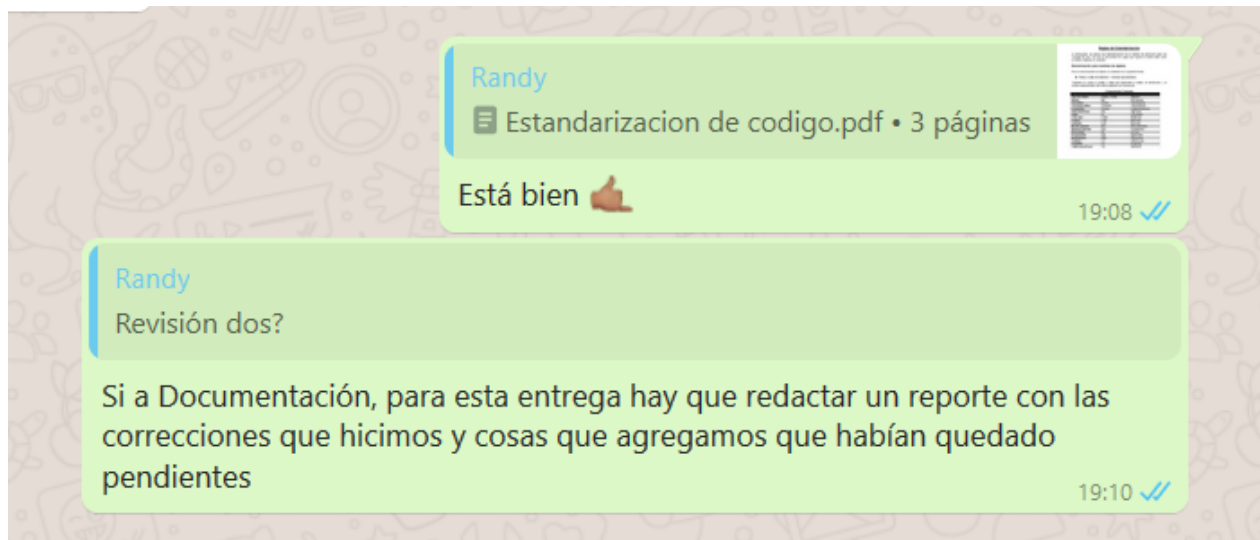 Randy
Estandarizacion de codigo.pdf • 3 páginas
Está bien 🤙🏽
19:08
Randy
Revisión dos?
Si a Documentación, para esta entrega hay que redactar un reporte con las
correcciones que hicimos y cosas que agregamos que habían quedado
pendientes
19:10